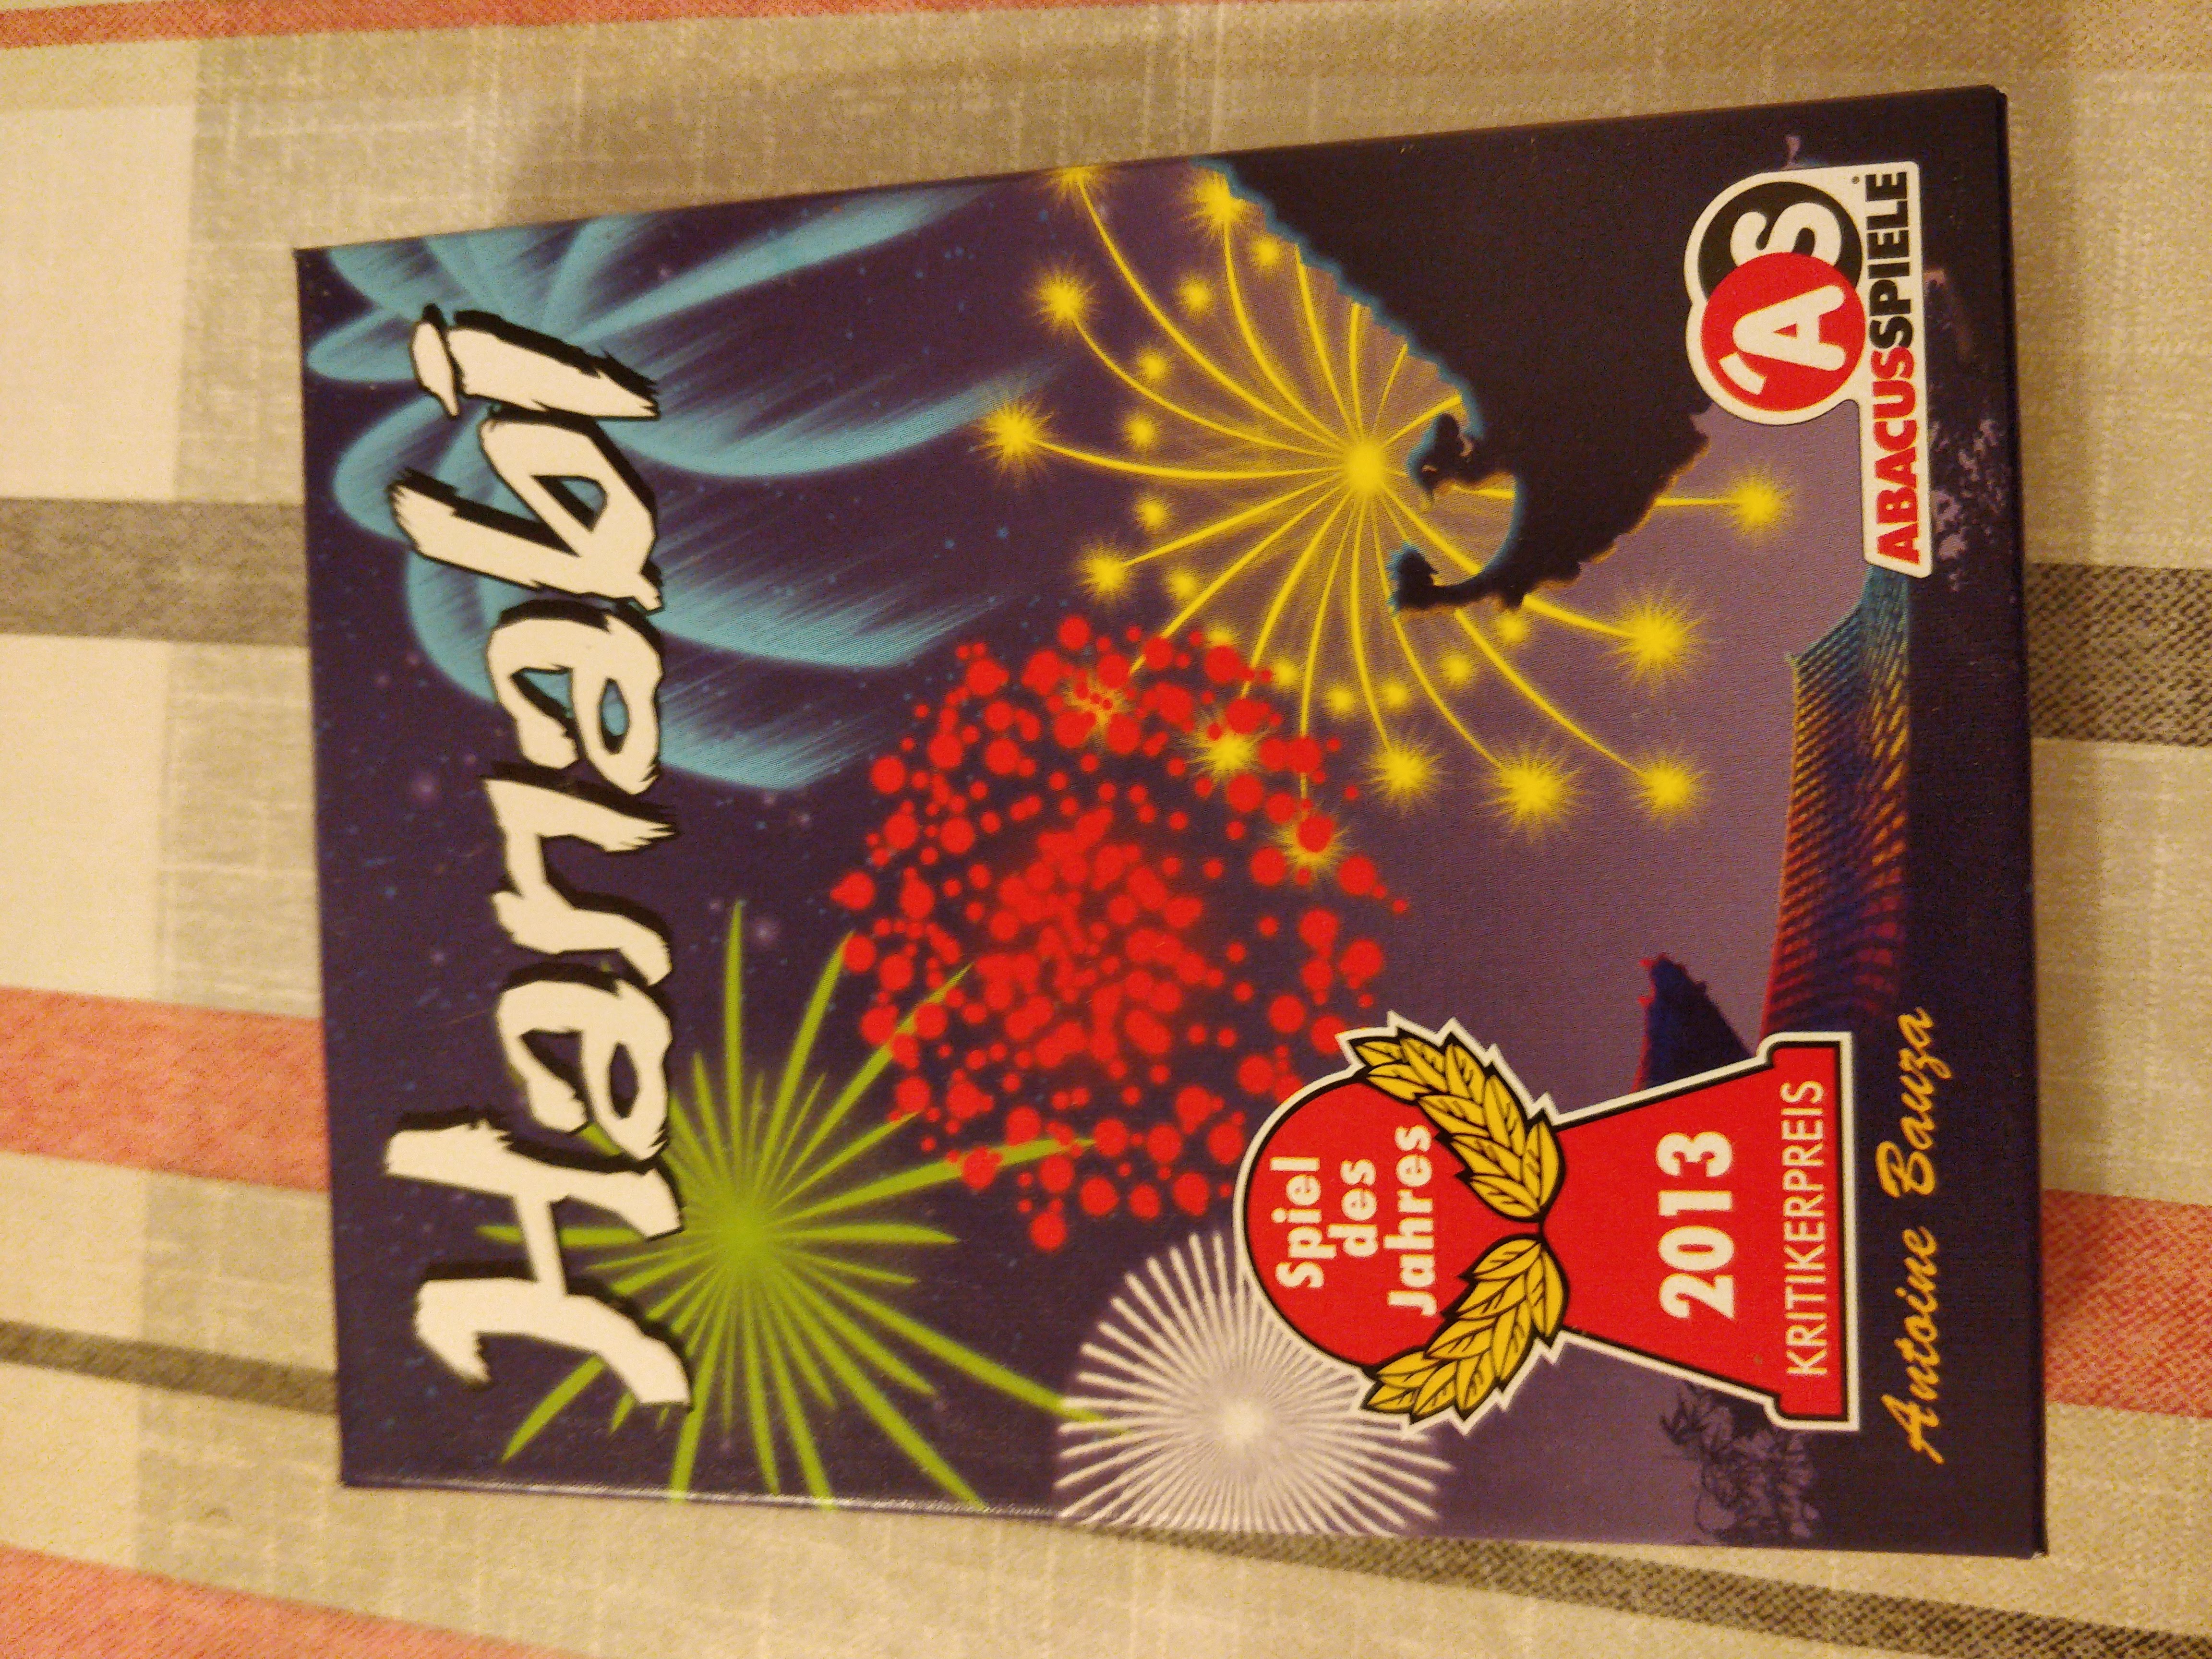 Hanabi
Spiel
des
Jahres
2013
KRITIKERPREIS
Antoine Bauza
AS
ABACUSSPIELE